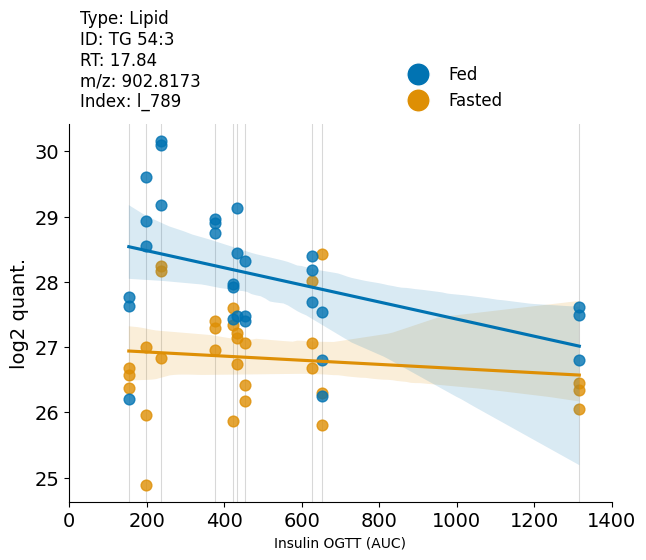 Type: Lipid
ID: TG 54:3
RT: 17.84
m/z: 902.8173
Index: l_789
Fed
Fasted
30
29
28
27
26
25
log2 quant.
0 200 400 600 800 1000 1200 1400
Insulin OGTT (AUC)